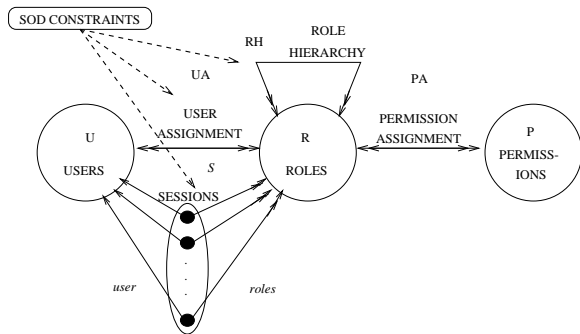 SOD CONSTRAINTS
RH
ROLE
HIERARCHY
UA
PA
USER
ASSIGNMENT
PERMISSION
ASSIGNMENT
U
USERS
R
ROLES
P
PERMISS-
IONS
S
SESSIONS
user
roles